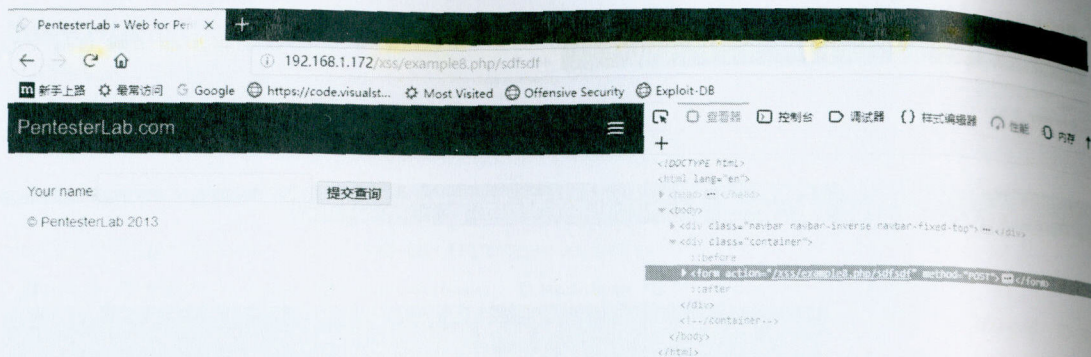 PentesterLab » Web for Pen
192.168.1.172/xss/example8.php/sdfsdf
新手上路 最常访问 Google https://code.visualst... Most Visited Offensive Security Exploit-DB
PentesterLab.com
Your name 提交查询
© PentesterLab 2013
查看器 控制台 调试器 {} 样式编辑器 性能 内存
+
<!DOCTYPE html>
<html lang="en">
<head> </head>
<body>
<div class="navbar navbar-inverse navbar-fixed-top"> </div>
<div class="container">
::before
<form action="/xss/example8.php/sdfsdf" method="POST"> </form>
::after
</div>
<!--/container-->
</body>
</html>